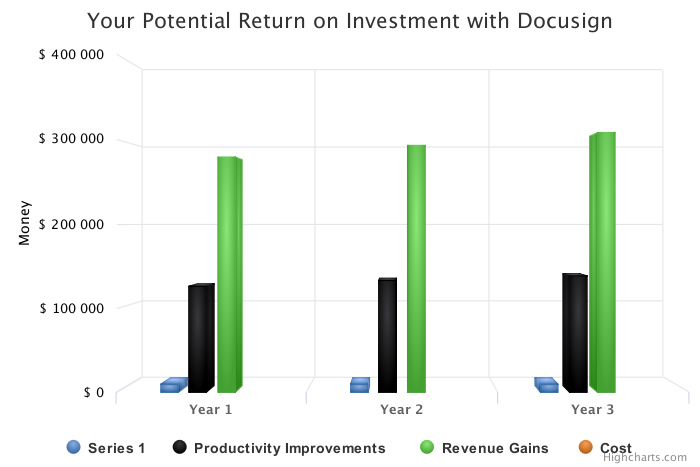 Your Potential Return on Investment with Docusign
$ 400 000
$ 300 000
$ 200 000
$ 100 000
$ 0
Money
Year 1
Year 2
Year 3
Series 1
Productivity Improvements
Revenue Gains
Cost
Highcharts.com